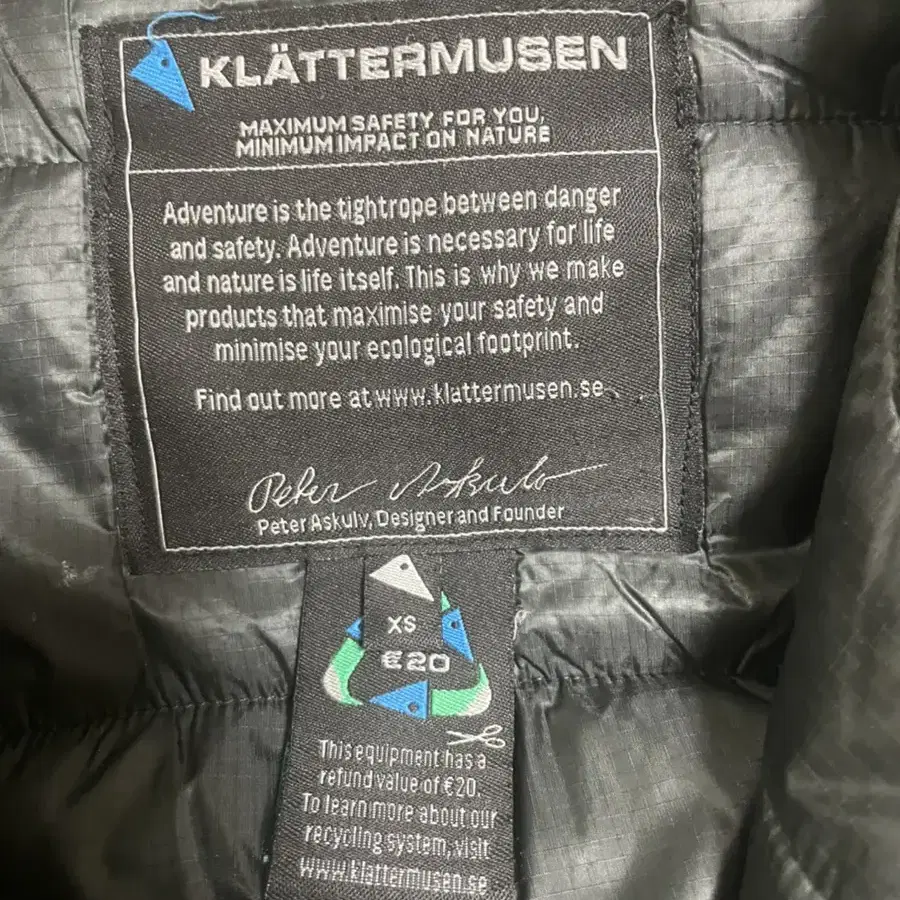 KLÄTTERMUSEN
MAXIMUM SAFETY FOR YOU,
MINIMUM IMPACT ON NATURE
Adventure is the tightrope between danger
and safety. Adventure is necessary for life
and nature is life itself. This is why we make
products that maximise your safety and
minimise your ecological footprint.
Find out more at www.klattermusen.se
Peter Askulv
Peter Askulv, Designer and Founder
XS
€20
This equipment has a
refund value of €20.
To learn more about our
recycling system, visit
www.klattermusen.se